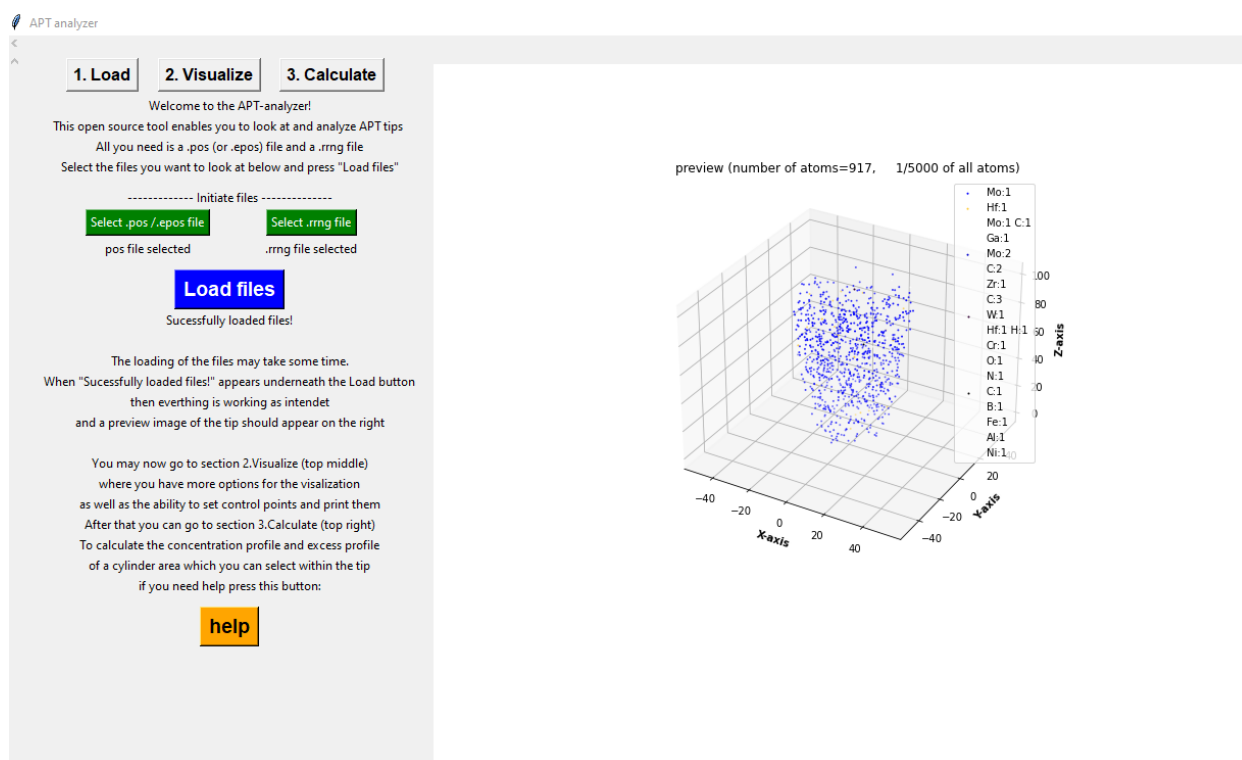 APT analyzer
1. Load
2. Visualize
3. Calculate
Welcome to the APT-analyzer!
This open source tool enables you to look at and analyze APT tips
All you need is a .pos (or .epos) file and a .rrng file
Select the files you want to look at below and press "Load files"
------------- Initiate files --------------
Select .pos /.epos file
Select .rrng file
pos file selected
.rrng file selected
Load files
Sucessfully loaded files!
The loading of the files may take some time.
When "Sucessfully loaded files!" appears underneath the Load button
then everthing is working as intendet
and a preview image of the tip should appear on the right
You may now go to section 2.Visualize (top middle)
where you have more options for the visalization
as well as the ability to set control points and print them
After that you can go to section 3.Calculate (top right)
To calculate the concentration profile and excess profile
of a cylinder area which you can select within the tip
if you need help press this button:
help
preview (number of atoms=917, 1/5000 of all atoms)
Mo:1
Hf:1
Mo:1 C:1
Ga:1
Mo:2
C:2
Zr:1
C:3
W:1
Hf:1 H:1
Cr:1
O:1
N:1
C:1
B:1
Fe:1
Al:1
Ni:1
100
80
60
40
20
0
Z-axis
−40
−20
0
20
40
X-axis
−40
−20
0
20
40
Y-axis